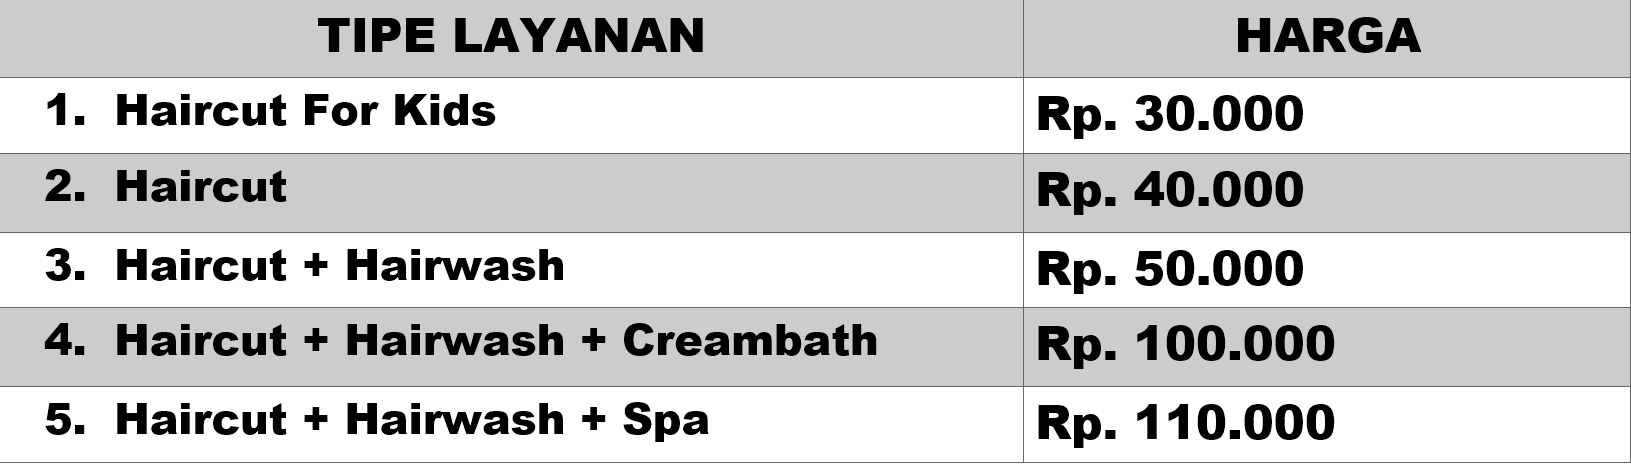 TIPE LAYANAN HARGA
1. Haircut For Kids Rp. 30.000
2. Haircut Rp. 40.000
3. Haircut + Hairwash Rp. 50.000
4. Haircut + Hairwash + Creambath Rp. 100.000
5. Haircut + Hairwash + Spa Rp. 110.000